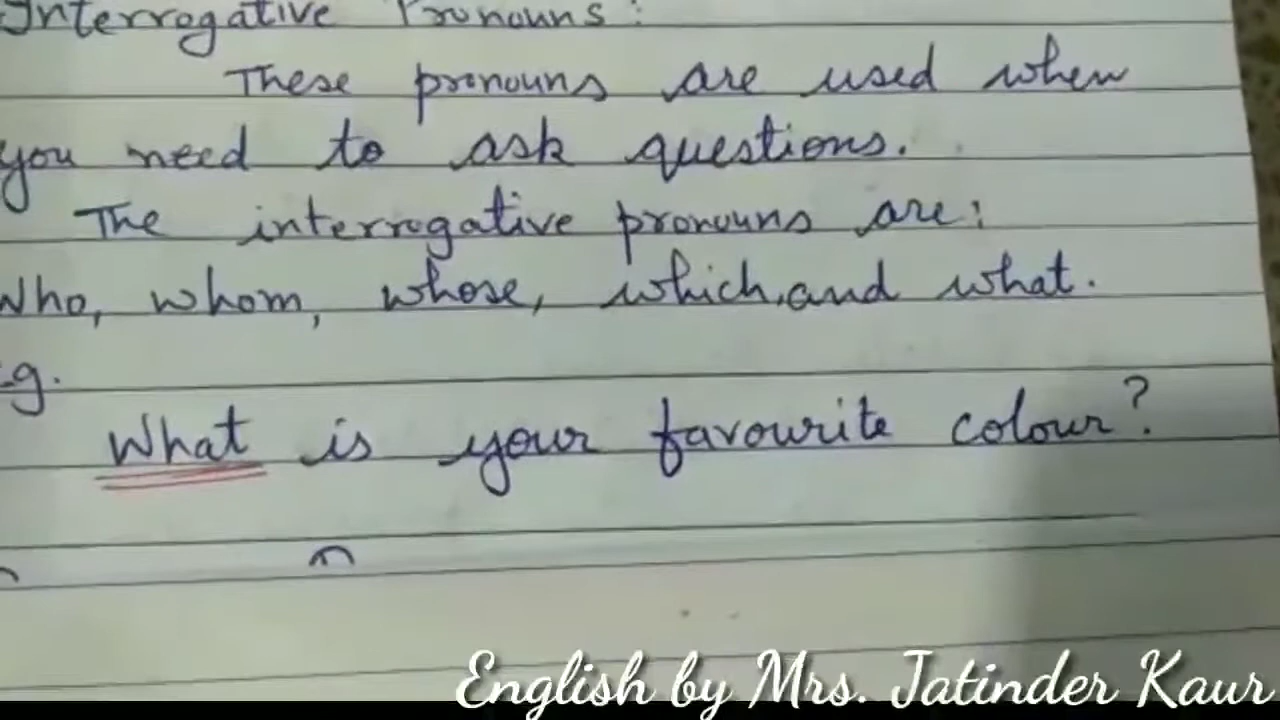 Interrogative Pronouns:
These pronouns are used when
you need to ask questions.
The interrogative pronouns are:
Who, whom, whose, which, and what.
e.g.
What is your favourite colour?
English by Mrs. Jatinder Kaur